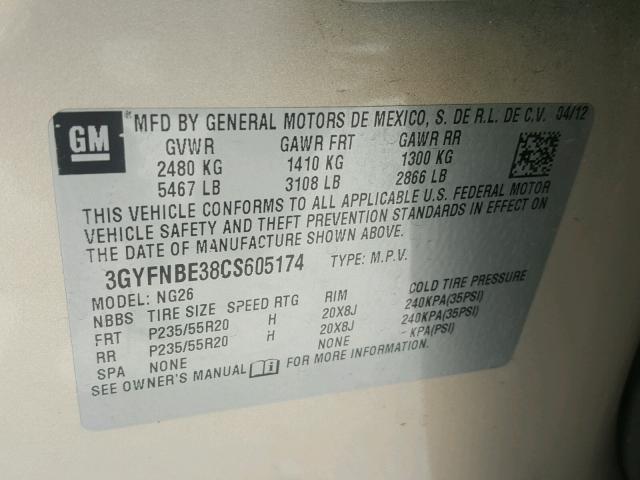 GM
*MFD BY GENERAL MOTORS DE MEXICO, S. DE R.L. DE C.V. 04/12
GVWR GAWR FRT GAWR RR
2480 KG 1410 KG 1300 KG
5467 LB 3108 LB 2866 LB
THIS VEHICLE CONFORMS TO ALL APPLICABLE U.S. FEDERAL MOTOR
VEHICLE SAFETY AND THEFT PREVENTION STANDARDS IN EFFECT ON
THE DATE OF MANUFACTURE SHOWN ABOVE.
3GYFNBE38CS605174 TYPE: M.P.V.
MODEL: NG26
NBBS TIRE SIZE SPEED RTG RIM COLD TIRE PRESSURE
FRT P235/55R20 H 20X8J 240KPA(35PSI)
RR P235/55R20 H 20X8J 240KPA(35PSI)
SPA NONE NONE - KPA(PSI)
SEE OWNER'S MANUAL FOR MORE INFORMATION.